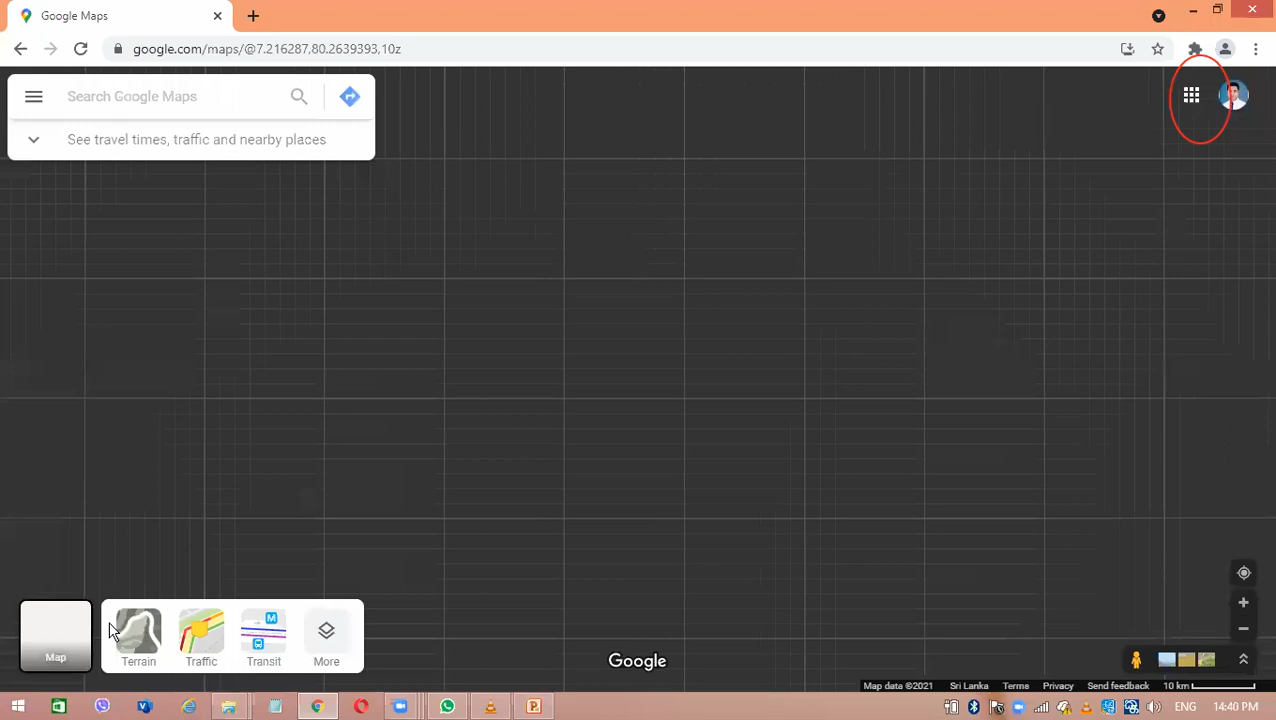 Google Maps
google.com/maps/@7.216287,80.2639393,10z
Search Google Maps
See travel times, traffic and nearby places
Map
Terrain
Traffic
M
Transit
More
Google
Map data ©2021 Sri Lanka Terms Privacy Send feedback 10 km
ENG 14:40 PM